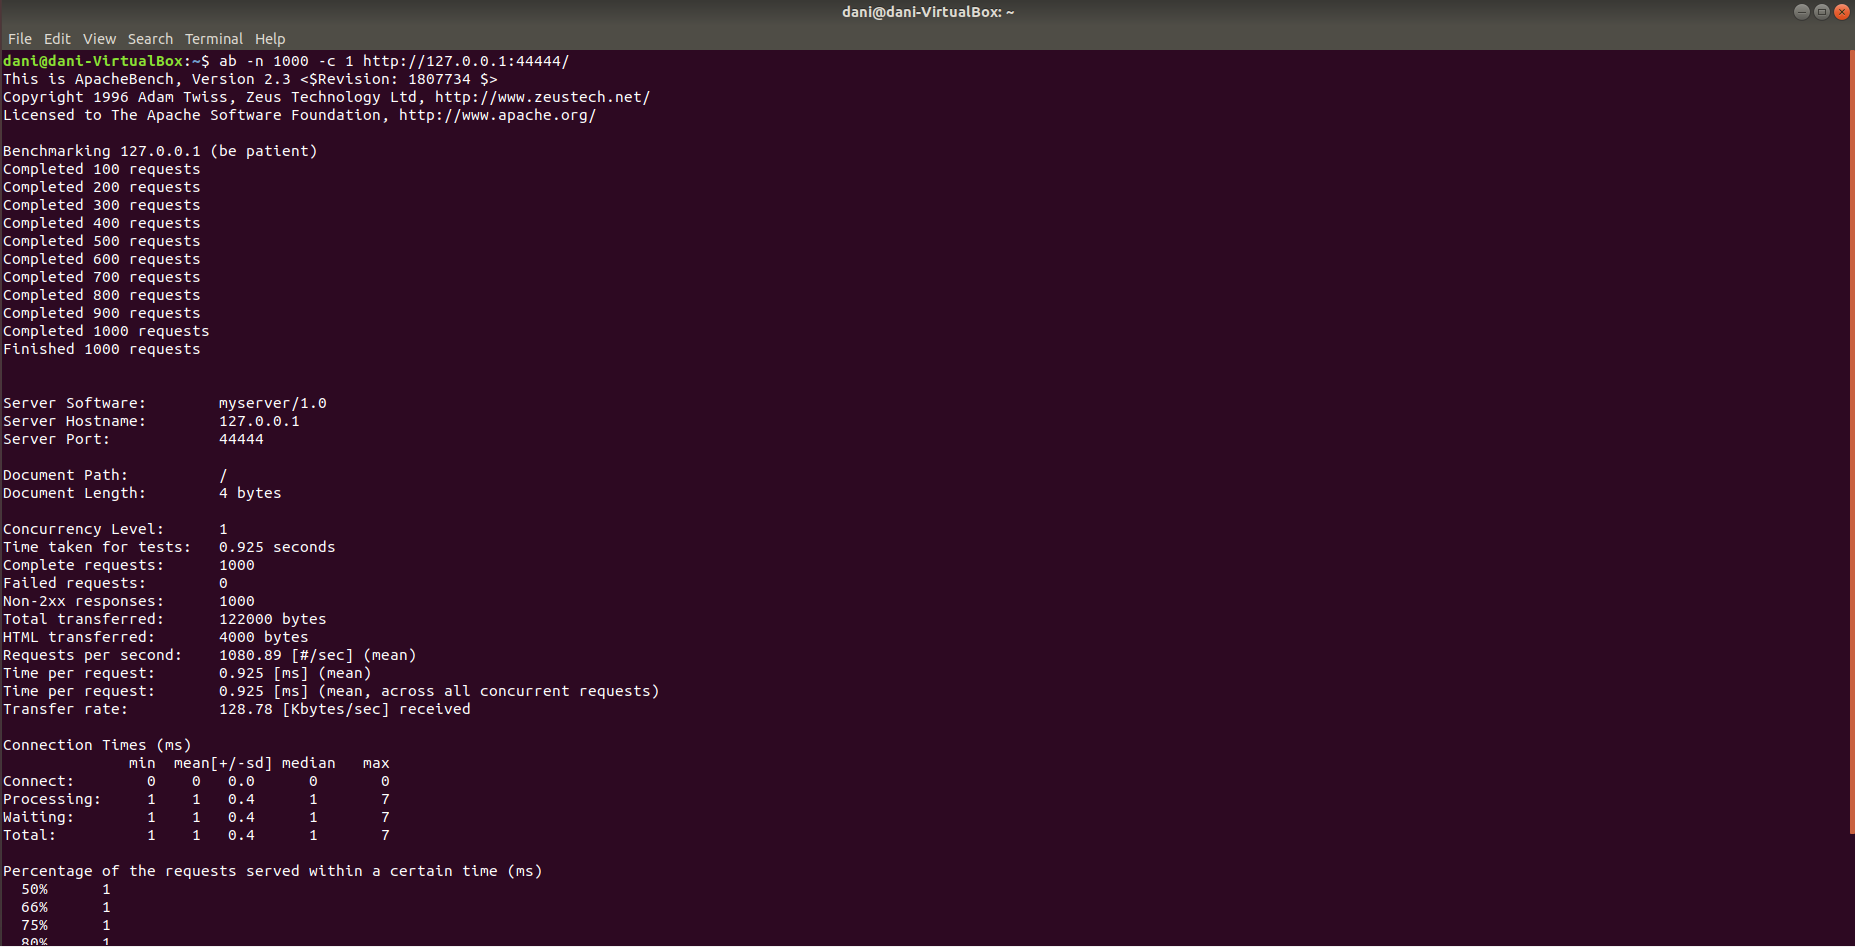 dani@dani-VirtualBox: ~
File Edit View Search Terminal Help
dani@dani-VirtualBox:~$ ab -n 1000 -c 1 http://127.0.0.1:44444/
This is ApacheBench, Version 2.3 <$Revision: 1807734 $>
Copyright 1996 Adam Twiss, Zeus Technology Ltd, http://www.zeustech.net/
Licensed to The Apache Software Foundation, http://www.apache.org/
Benchmarking 127.0.0.1 (be patient)
Completed 100 requests
Completed 200 requests
Completed 300 requests
Completed 400 requests
Completed 500 requests
Completed 600 requests
Completed 700 requests
Completed 800 requests
Completed 900 requests
Completed 1000 requests
Finished 1000 requests
Server Software:        myserver/1.0
Server Hostname:        127.0.0.1
Server Port:            44444
Document Path:          /
Document Length:        4 bytes
Concurrency Level:      1
Time taken for tests:   0.925 seconds
Complete requests:      1000
Failed requests:        0
Non-2xx responses:      1000
Total transferred:      122000 bytes
HTML transferred:       4000 bytes
Requests per second:    1080.89 [#/sec] (mean)
Time per request:       0.925 [ms] (mean)
Time per request:       0.925 [ms] (mean, across all concurrent requests)
Transfer rate:          128.78 [Kbytes/sec] received
Connection Times (ms)
              min  mean[+/-sd] median   max
Connect:        0    0   0.0      0       0
Processing:     1    1   0.4      1       7
Waiting:        1    1   0.4      1       7
Total:          1    1   0.4      1       7
Percentage of the requests served within a certain time (ms)
  50%      1
  66%      1
  75%      1
  80%      1